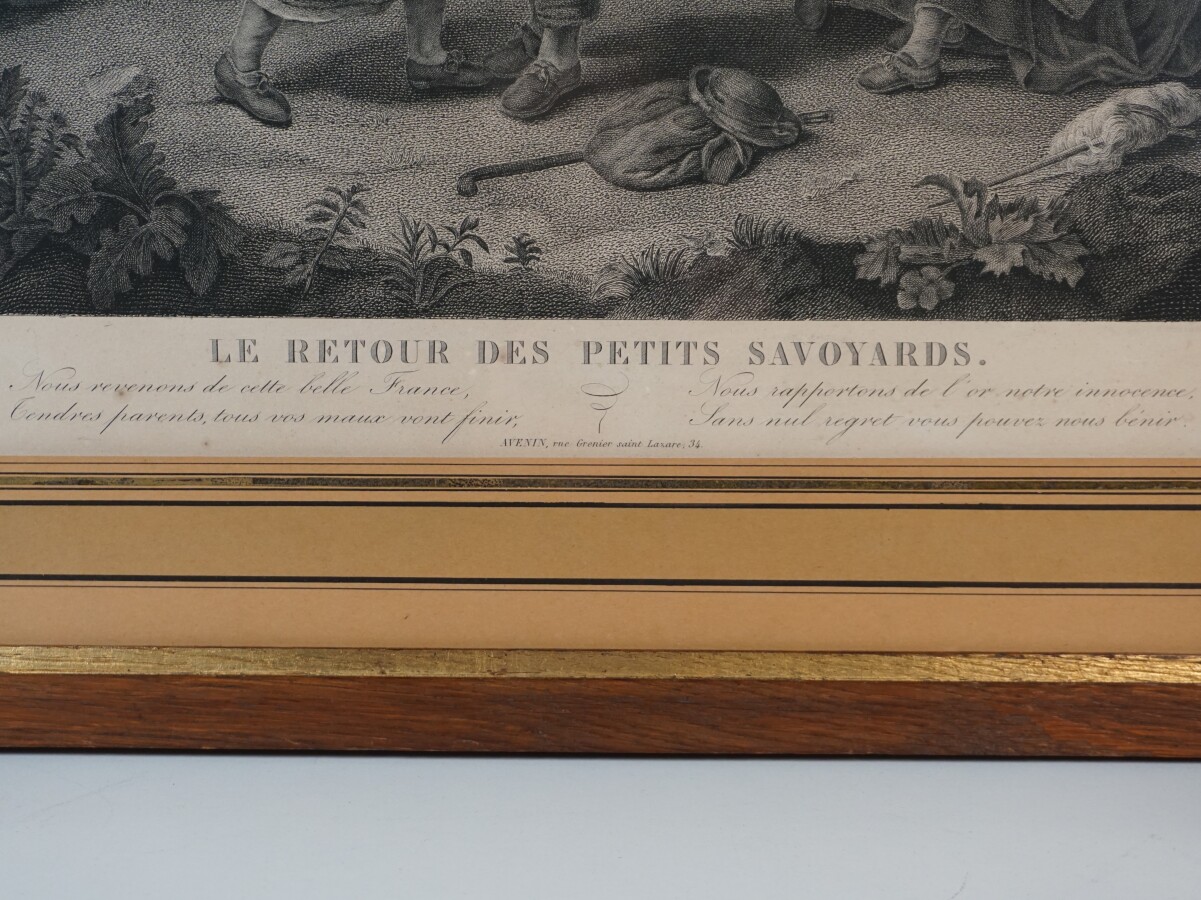 LE RETOUR DES PETITS SAVOYARDS.
Nous revenons de cette belle France,
Tendres parents, tous vos maux vont finir,
Nous rapportons de l'or notre innocence,
Sans nul regret vous pouvez nous bénir.
AVENIN, rue Grenier saint Lazare, 34.